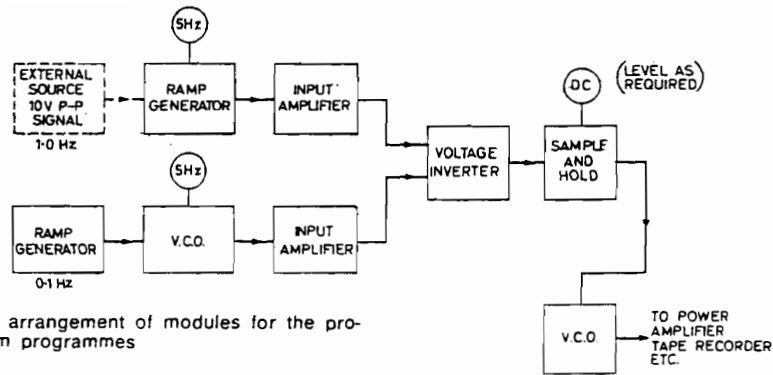 5Hz
EXTERNAL
SOURCE
10V P-P
SIGNAL
1·0 Hz
RAMP
GENERATOR
INPUT
AMPLIFIER
VOLTAGE
INVERTER
-DC
(LEVEL AS
REQUIRED)
SAMPLE
AND
HOLD
RAMP
GENERATOR
0·1 Hz
5Hz
V.C.O.
INPUT
AMPLIFIER
V.C.O.
TO POWER
AMPLIFIER
TAPE RECORDER
ETC.
arrangement of modules for the pro-
programmes